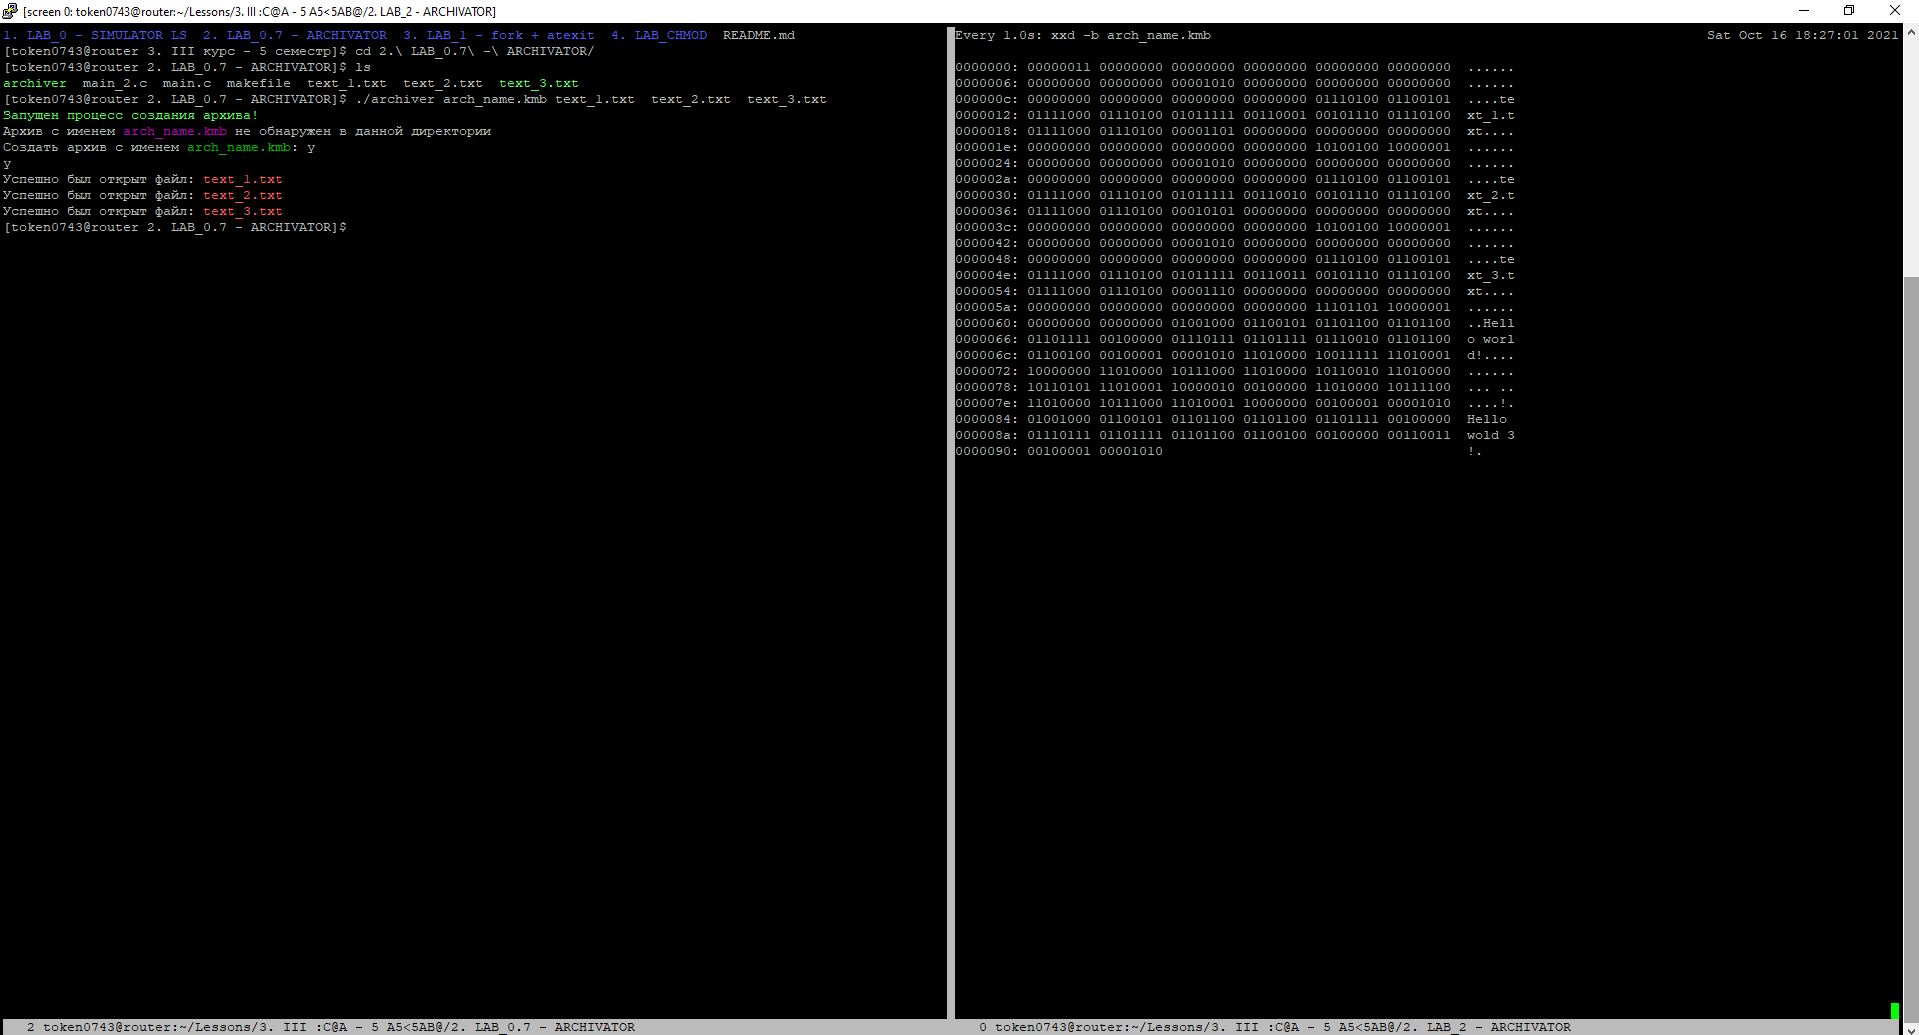 [screen 0: token0743@router:~/Lessons/3. III :C@A - 5 A5<5AB@/2. LAB_2 - ARCHIVATOR]
1. LAB_0 - SIMULATOR LS  2. LAB_0.7 - ARCHIVATOR  3. LAB_1 - fork + atexit  4. LAB_CHMOD  README.md
[token0743@router 3. III курс - 5 семестр]$ cd 2.\ LAB_0.7\ -\ ARCHIVATOR/
[token0743@router 2. LAB_0.7 - ARCHIVATOR]$ ls
archiver  main_2.c  main.c  makefile  text_1.txt  text_2.txt  text_3.txt
[token0743@router 2. LAB_0.7 - ARCHIVATOR]$ ./archiver arch_name.kmb text_1.txt  text_2.txt  text_3.txt
Запущен процесс создания архива!
Архив с именем arch_name.kmb не обнаружен в данной директории
Создать архив с именем arch_name.kmb: y
y
Успешно был открыт файл: text_1.txt
Успешно был открыт файл: text_2.txt
Успешно был открыт файл: text_3.txt
[token0743@router 2. LAB_0.7 - ARCHIVATOR]$
Every 1.0s: xxd -b arch_name.kmb  Sat Oct 16 18:27:01 2021
0000000: 00000011 00000000 00000000 00000000 00000000 00000000  ......
0000006: 00000000 00000000 00001010 00000000 00000000 00000000  ......
000000c: 00000000 00000000 00000000 00000000 01110100 01100101  ....te
0000012: 01111000 01110100 01011111 00110001 00101110 01110100  xt_1.t
0000018: 01111000 01110100 00001101 00000000 00000000 00000000  xt....
000001e: 00000000 00000000 00000000 00000000 10100100 10000001  ......
0000024: 00000000 00000000 00001010 00000000 00000000 00000000  ......
000002a: 00000000 00000000 00000000 00000000 01110100 01100101  ....te
0000030: 01111000 01110100 01011111 00110010 00101110 01110100  xt_2.t
0000036: 01111000 01110100 00010101 00000000 00000000 00000000  xt....
000003c: 00000000 00000000 00000000 00000000 10100100 10000001  ......
0000042: 00000000 00000000 00001010 00000000 00000000 00000000  ......
0000048: 00000000 00000000 00000000 00000000 01110100 01100101  ....te
000004e: 01111000 01110100 01011111 00110011 00101110 01110100  xt_3.t
0000054: 01111000 01110100 00001110 00000000 00000000 00000000  xt....
000005a: 00000000 00000000 00000000 00000000 11101101 10000001  ......
0000060: 00000000 00000000 01001000 01100101 01101100 01101100  ..Hell
0000066: 01101111 00100000 01110111 01101111 01110010 01101100  o worl
000006c: 01100100 00100001 00001010 11010000 10011111 11010001  d!....
0000072: 10000000 11010000 10111000 11010000 10110010 11010000  ......
0000078: 10110101 11010001 10000010 00100000 11010000 10111100  ... ..
000007e: 11010000 10111000 11010001 10000000 00100001 00001010  ....!.
0000084: 01001000 01100101 01101100 01101100 01101111 00100000  Hello
000008a: 01110111 01101111 01101100 01100100 00100000 00110011  wold 3
0000090: 00100001 00001010  !.
2 token0743@router:~/Lessons/3. III :C@A - 5 A5<5AB@/2. LAB_0.7 - ARCHIVATOR
0 token0743@router:~/Lessons/3. III :C@A - 5 A5<5AB@/2. LAB_2 - ARCHIVATOR